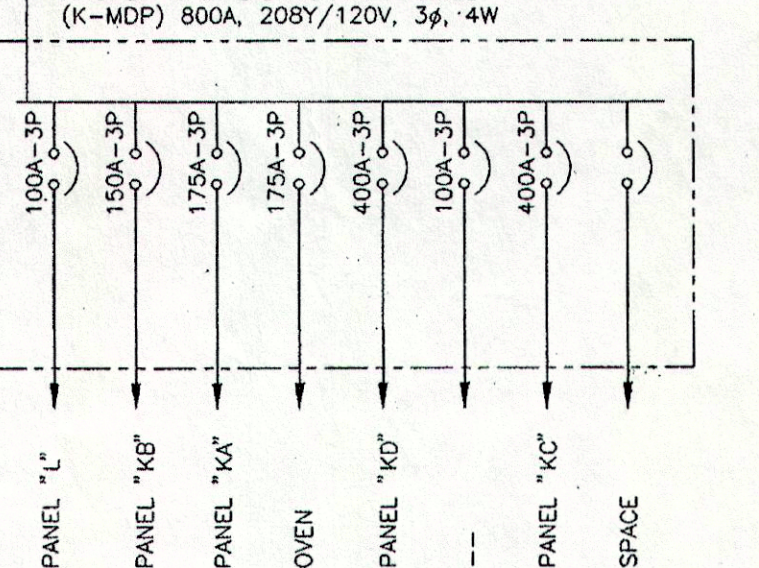 (K-MDP) 800A, 208Y/120V, 3ø, 4W
100A-3P
150A-3P
175A-3P
175A-3P
400A-3P
100A-3P
400A-3P
PANEL "L"
PANEL "KB"
PANEL "KA"
OVEN
PANEL "KD"
--
PANEL "KC"
SPACE